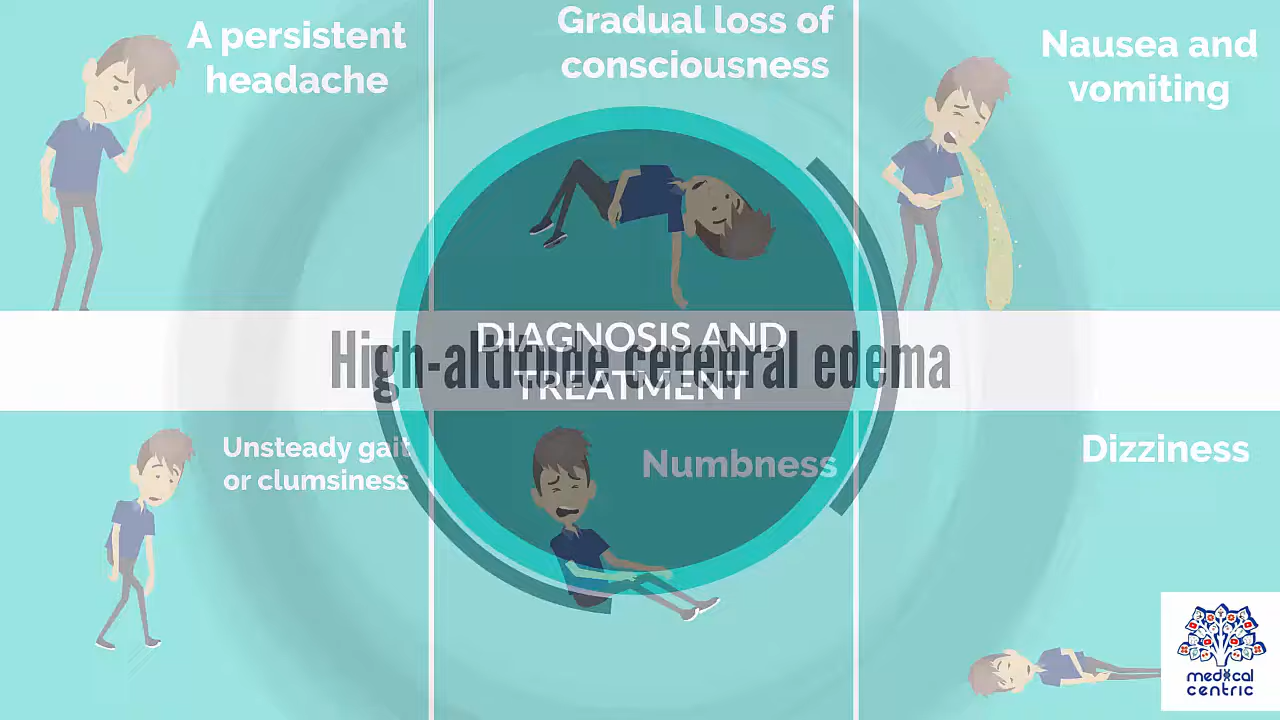 A persistent
headache
Gradual loss of
consciousness
Nausea and
vomiting
High-altitude cerebral edema
DIAGNOSIS AND
TREATMENT
Unsteady gait
or clumsiness
Numbness
Dizziness
medical
centric